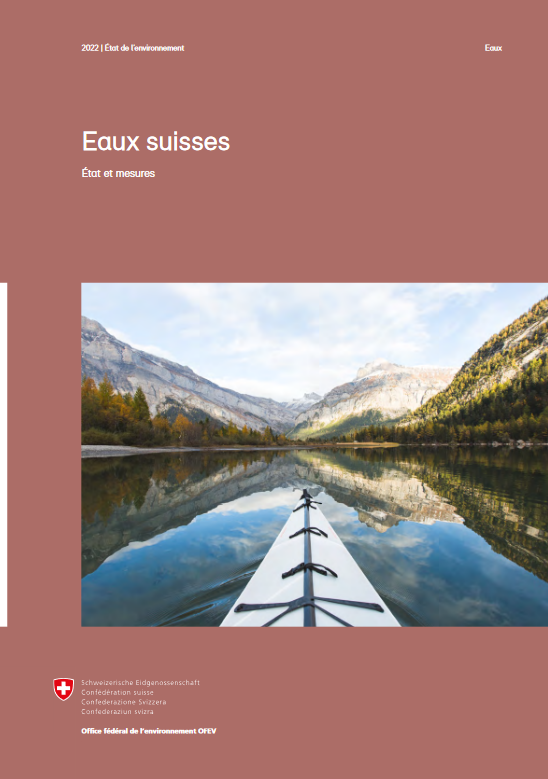 2022 | État de l'environnement
Eaux
Eaux suisses
État et mesures
Schweizerische Eidgenossenschaft
Confédération suisse
Confederazione Svizzera
Confederaziun svizra
Office fédéral de l'environnement OFEV